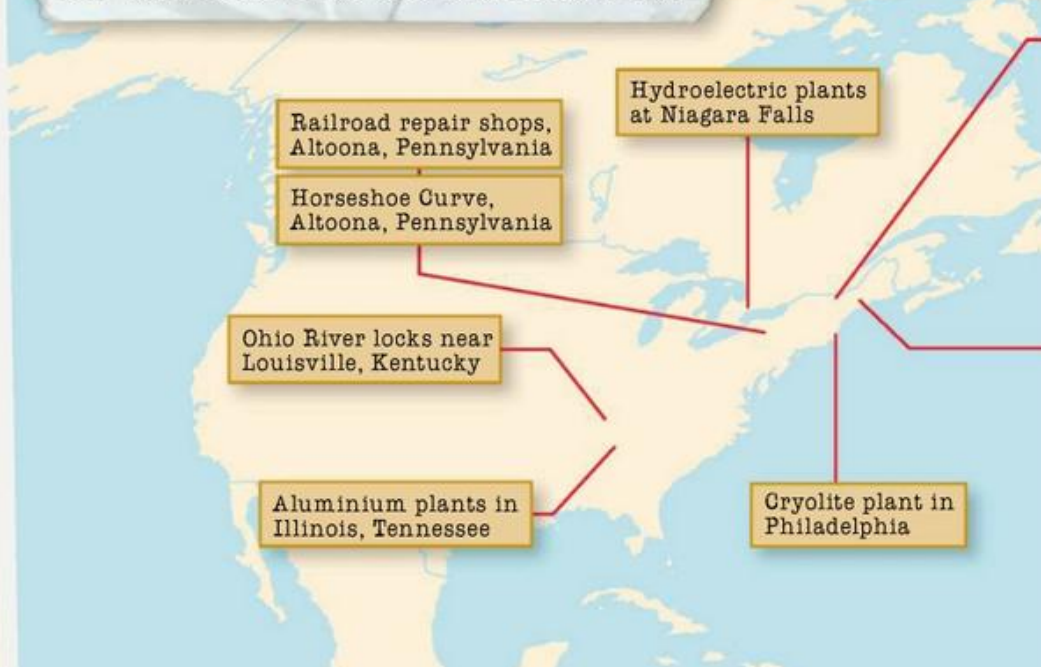 Hydroelectric plants
at Niagara Falls
Railroad repair shops,
Altoona, Pennsylvania
Horseshoe Curve,
Altoona, Pennsylvania
Ohio River locks near
Louisville, Kentucky
Aluminium plants in
Illinois, Tennessee
Cryolite plant in
Philadelphia